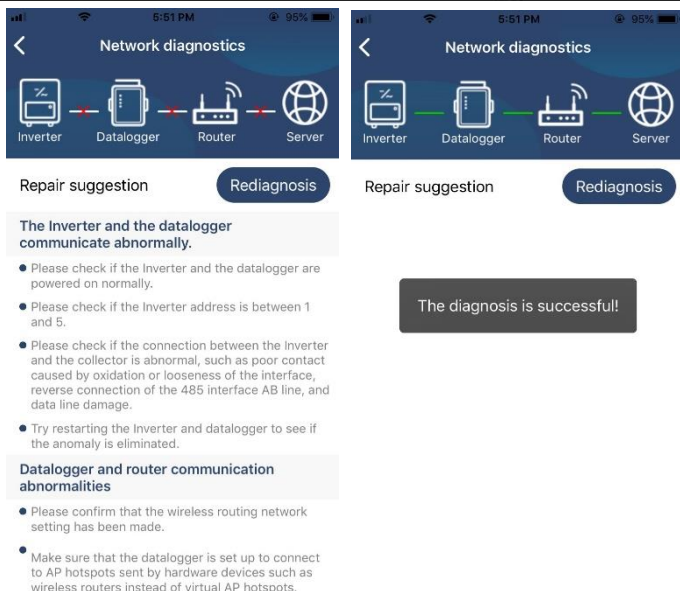 5:51 PM
95%
Network diagnostics
Inverter
Datalogger
Router
Server
Repair suggestion
Rediagnosis
The Inverter and the datalogger
communicate abnormally.
Please check if the Inverter and the datalogger are
powered on normally.
Please check if the Inverter address is between 1
and 5.
Please check if the connection between the Inverter
and the collector is abnormal, such as poor contact
caused by oxidation or looseness of the interface,
reverse connection of the 485 interface AB line, and
data line damage.
Try restarting the Inverter and datalogger to see if
the anomaly is eliminated.
Datalogger and router communication
abnormalities
Please confirm that the wireless routing network
setting has been made.
Make sure that the datalogger is set up to connect
to AP hotspots sent by hardware devices such as
wireless routers instead of virtual AP hotspots.
5:51 PM
95%
Network diagnostics
Inverter
Datalogger
Router
Server
Repair suggestion
Rediagnosis
The diagnosis is successful!